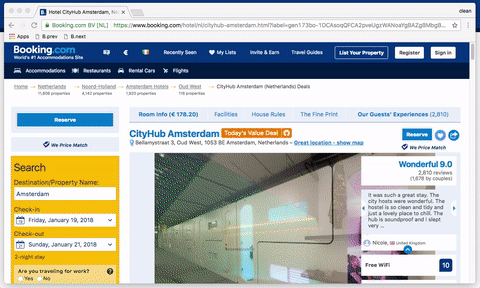 Hotel CityHub Amsterdam,
clean
Booking.com BV [NL] https://www.booking.com/hotel/nl/cityhub-amsterdam.html?label=gen173bo-
Apps B.prev B.next
Booking.com
World's #1 Accommodations Site
€ Recently Seen My Lists Invite & Earn Travel Guides List Your Property Register Sign in
Accommodations Restaurants Rental Cars Flights
Home → Netherlands → Noord-Holland → Amsterdam Hotels → Oud West → CityHub Amsterdam (Netherlands) Deals
11,838 properties 4,142 properties 1,820 properties 116 properties
Reserve
We Price Match
Room info (€ 178.20) Facilities House Rules The Fine Print Our Guests' Experiences (2,810)
CityHub Amsterdam Today's Value Deal
Reserve
Bellamystraat 3, Oud West, 1053 BE Amsterdam, Netherlands – Great location - show map
We Price Match
Search
Destination/Property Name:
Amsterdam
Check-in
Friday, January 19, 2018
Check-out
Sunday, January 21, 2018
2-night stay
Are you traveling for work? ?
Yes No
Wonderful 9.0
2,810 reviews
(1,678 by couples)
It was such a great stay. The
city hosts were wonderful. The
hostel is so clean and tidy and
just a lovely place to chill. The
hub is soundproof and I slept
very ...
Nicole, United Kingdom
Free WiFi 10